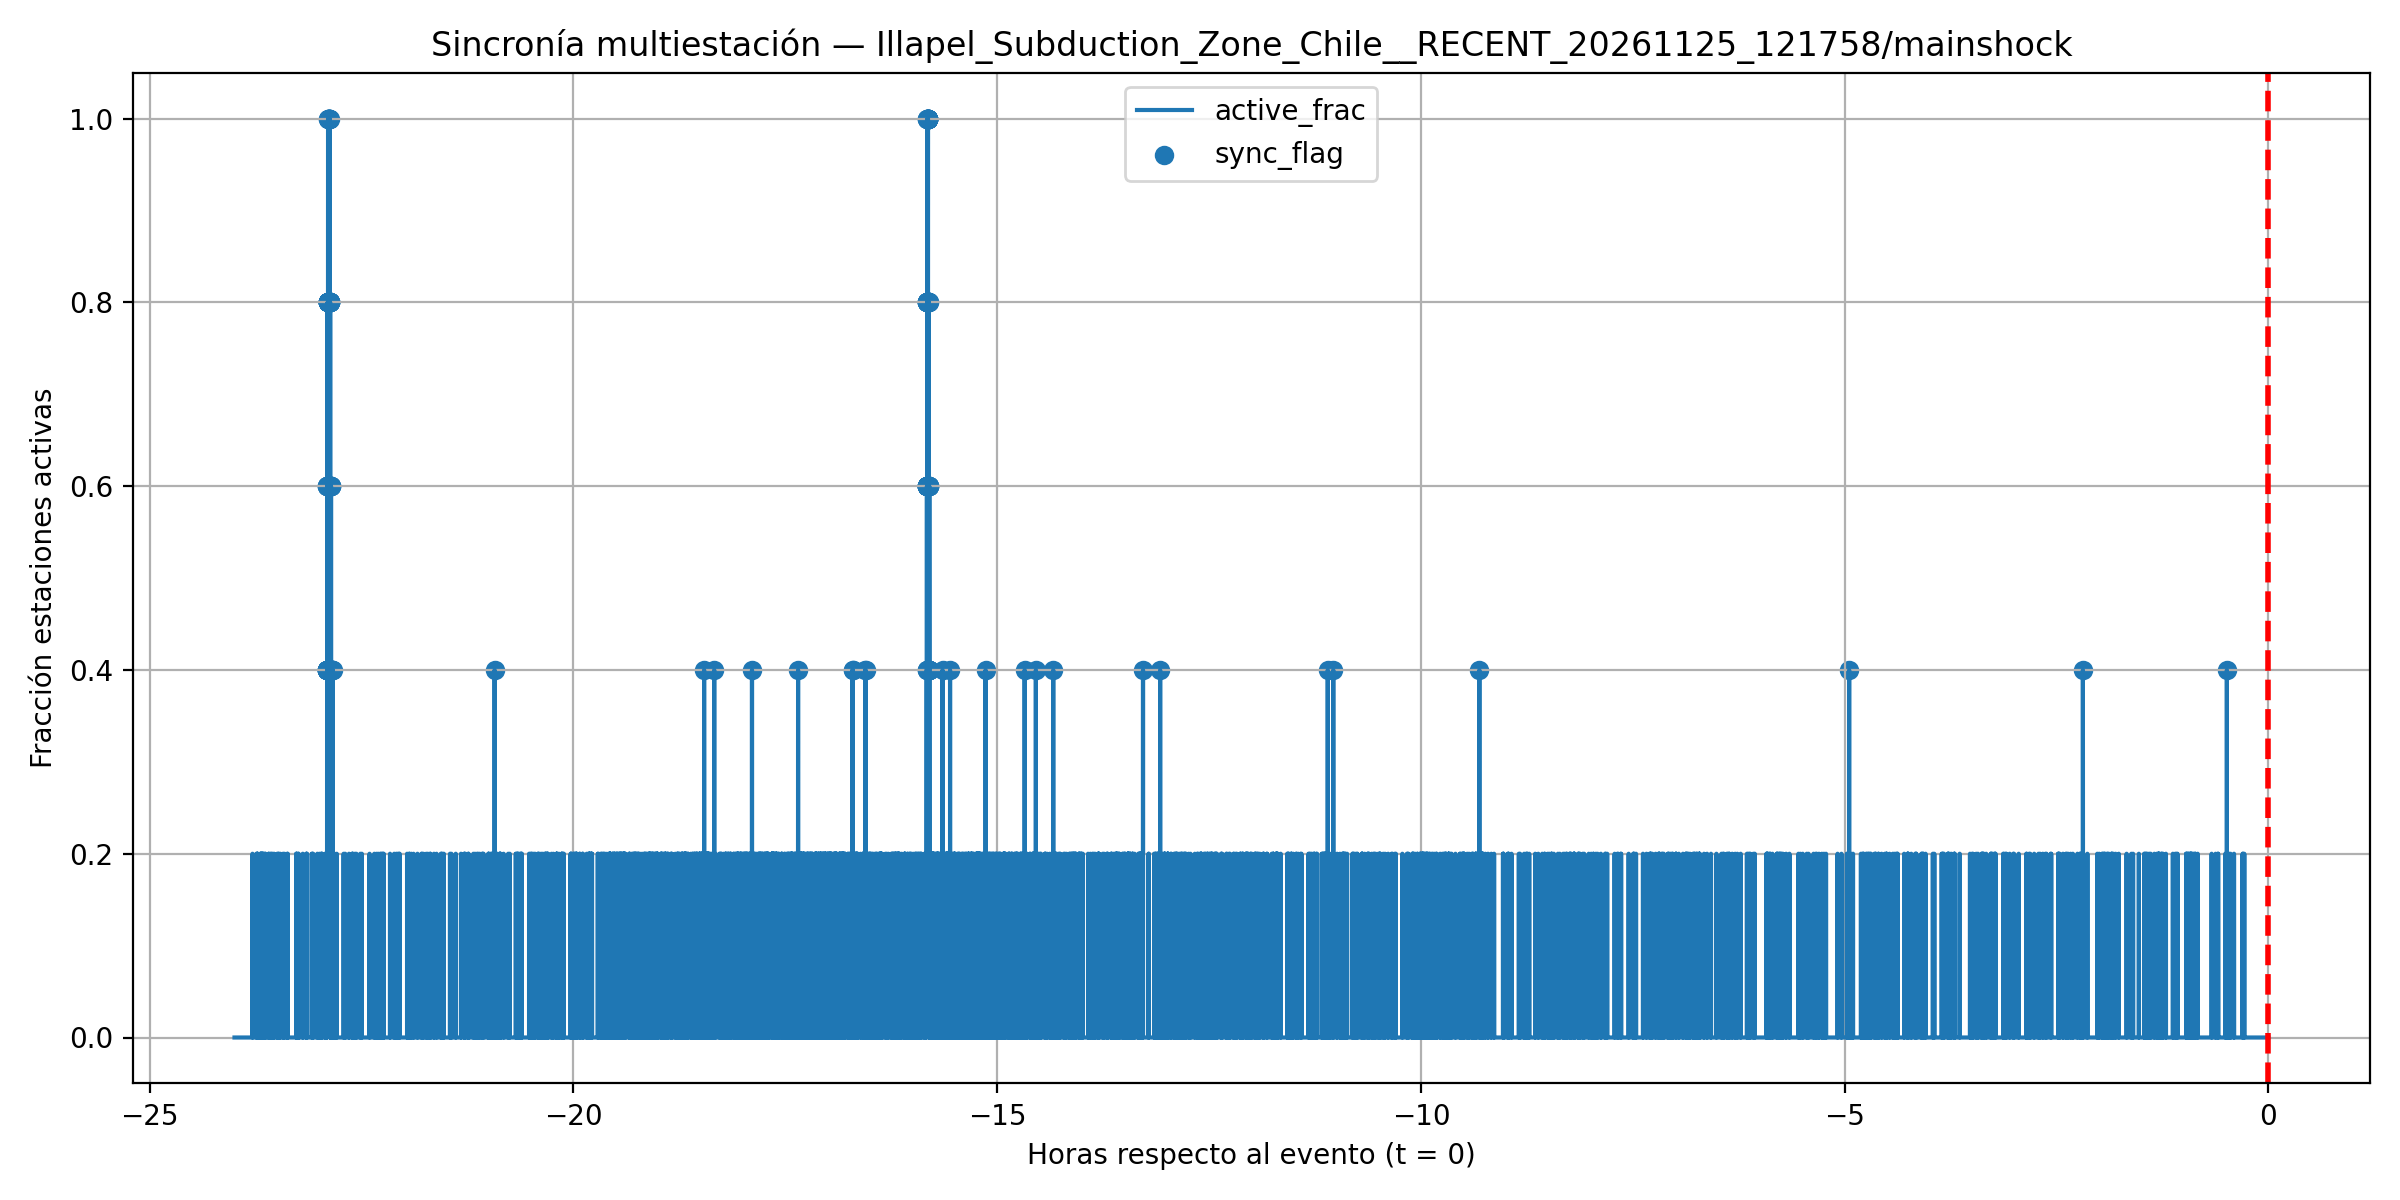 Sincronía multiestación — Illapel_Subduction_Zone_Chile__RECENT_20261125_121758/mainshock
active_frac
sync_flag
1.0
0.8
0.6
0.4
0.2
0.0
Fracción estaciones activas
−25
−20
−15
−10
−5
0
Horas respecto al evento (t = 0)